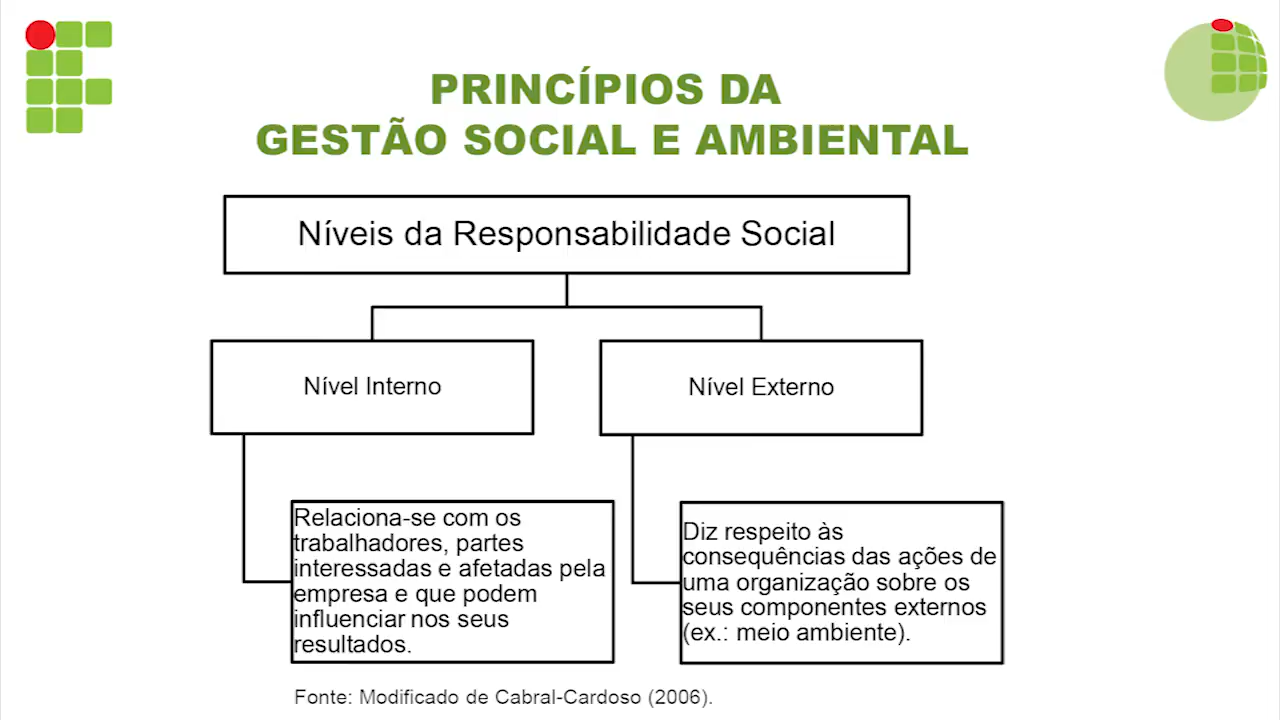 PRINCÍPIOS DA
GESTÃO SOCIAL E AMBIENTAL
Níveis da Responsabilidade Social
Nível Interno
Nível Externo
Relaciona-se com os
trabalhadores, partes
interessadas e afetadas pela
empresa e que podem
influenciar nos seus
resultados.
Diz respeito às
consequências das ações de
uma organização sobre os
seus componentes externos
(ex.: meio ambiente).
Fonte: Modificado de Cabral-Cardoso (2006).